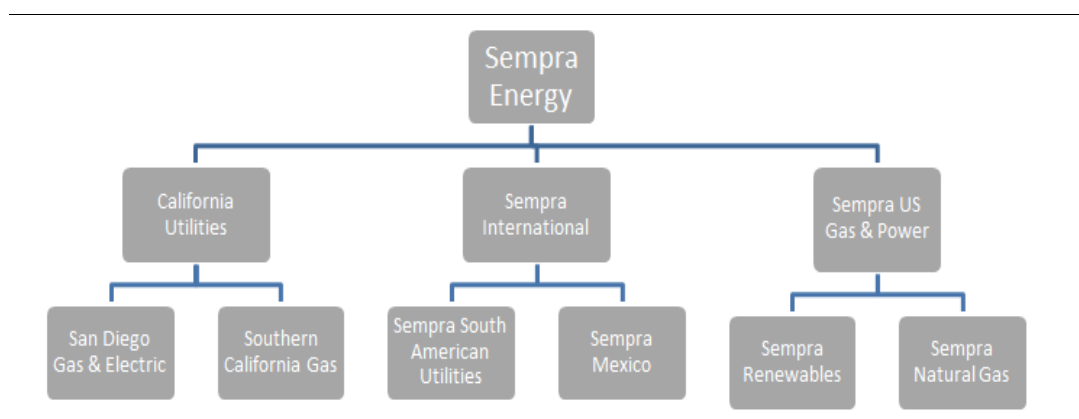 Sempra
Energy
California
Utilities
Sempra
International
Sempra US
Gas & Power
San Diego
Gas & Electric
Southern
California Gas
Sempra South
American
Utilities
Sempra
Mexico
Sempra
Renewables
Sempra
Natural Gas